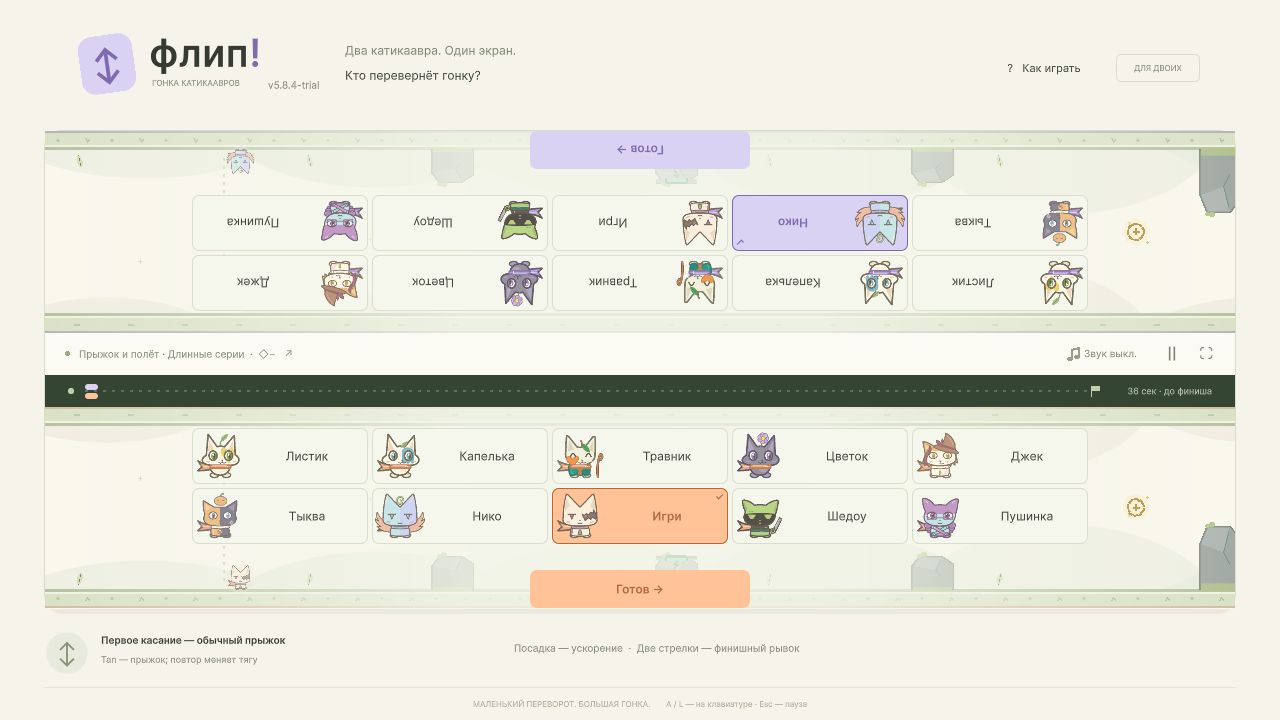 флип!
ГОНКА КАТИКААВРОВ
v5.8.4-trial
Два катикаавра. Один экран.
Кто перевернёт гонку?
? Как играть
ДЛЯ ДВОИХ
Готов →
Пушинка
Шедоу
Игри
Нико
Тыква
Джек
Цветок
Травник
Капелька
Листик
Прыжок и полёт · Длинные серии · ◇– ↗
Звук выкл.
36 сек · до финиша
Листик
Капелька
Травник
Цветок
Джек
Тыква
Нико
Игри
Шедоу
Пушинка
Готов →
Первое касание — обычный прыжок
Тап — прыжок; повтор меняет тягу
Посадка — ускорение · Две стрелки — финишный рывок
МАЛЕНЬКИЙ ПЕРЕВОРОТ. БОЛЬШАЯ ГОНКА.
A / L — на клавиатуре · Esc — пауза